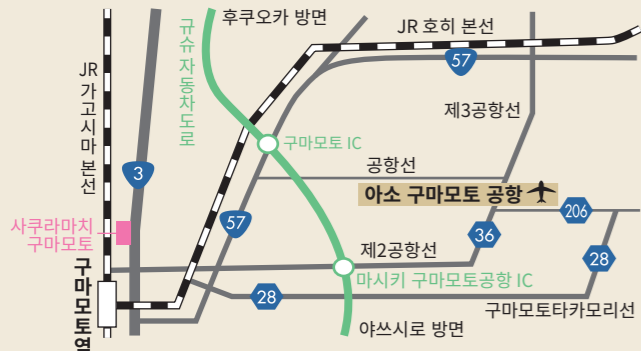 후쿠오카 방면
JR 호히 본선
57
규슈 자동차도로
JR 가고시마 본선
제3공항선
구마모토 IC
3
공항선
아소 구마모토 공항
206
사쿠라마치
구마모토
57
36
제2공항선
28
마시키 구마모토공항 IC
구마모토역
28
구마모토타카모리선
야쓰시로 방면